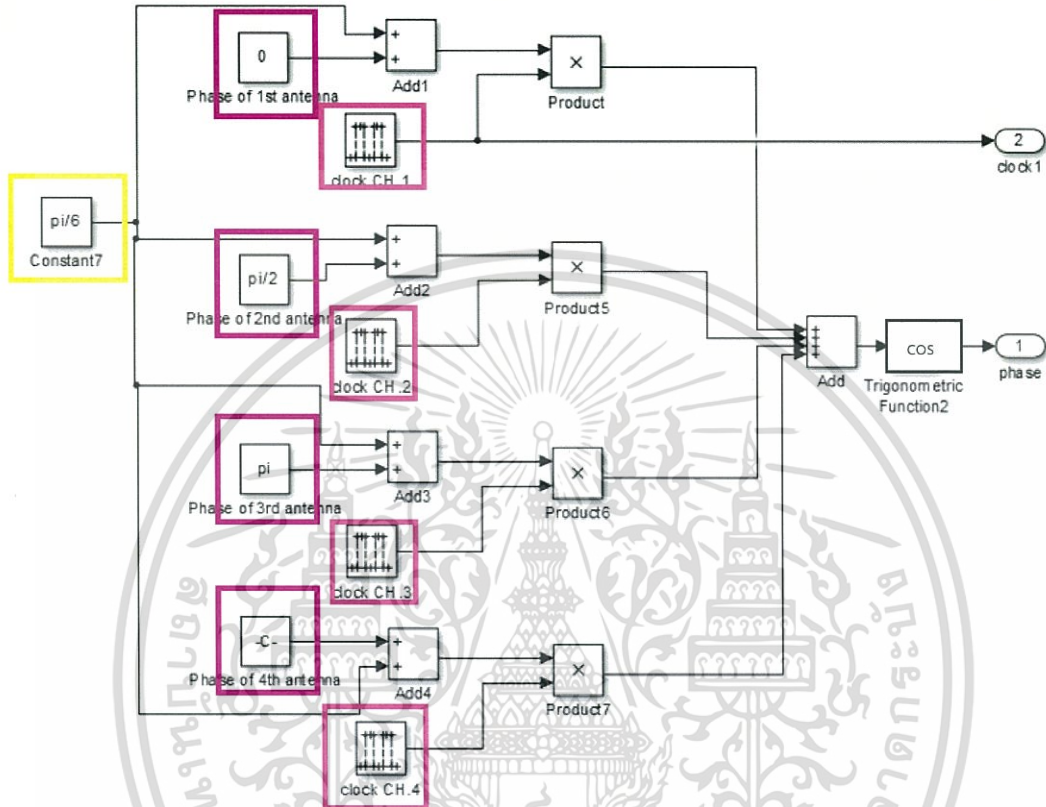 0
Phase of 1st antenna
+
+
Add1
×
Product
clock CH.1
2
clock1
pi/6
Constant7
pi/2
Phase of 2nd antenna
+
+
Add2
×
Product5
clock CH.2
+
+
+
+
Add
cos
Trigonometric
Function2
1
phase
pi
Phase of 3rd antenna
+
+
Add3
×
Product6
clock CH.3
-C-
Phase of 4th antenna
+
+
Add4
×
Product7
clock CH.4